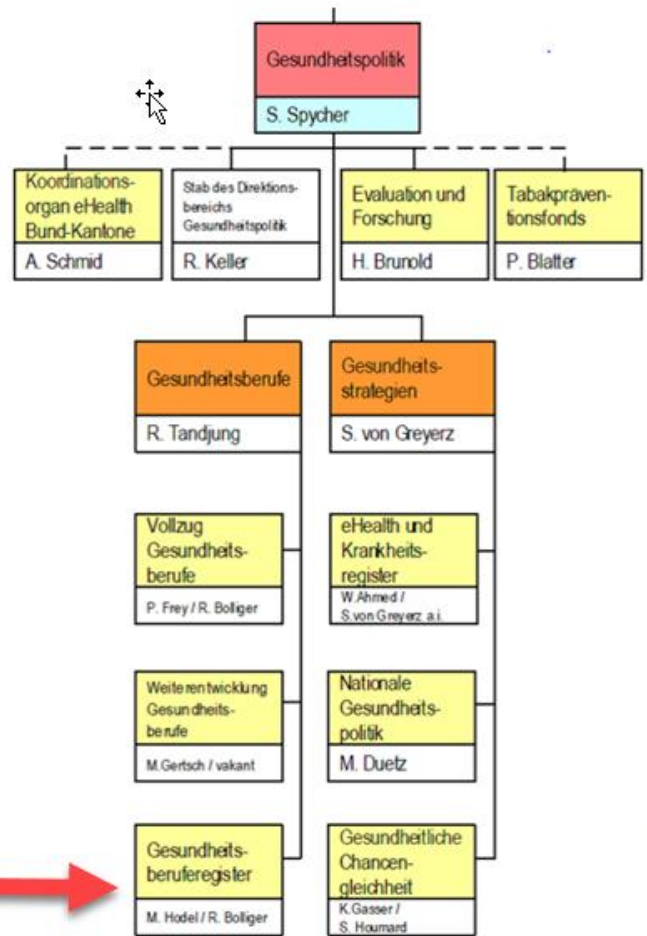 Gesundheitspolitik
S. Spycher
Koordinations-
organ eHealth
Bund-Kantone
A. Schmid
Stab des Direktions-
bereichs
Gesundheitspolitik
R. Keller
Evaluation und
Forschung
H. Brunold
Tabakpräven-
tionsfonds
P. Blatter
Gesundheitsberufe
R. Tandjung
Gesundheits-
strategien
S. von Greyerz
Vollzug
Gesundheits-
berufe
P. Frey / R. Bolliger
eHealth und
Krankheits-
register
W.Ahmed /
S.von Greyerz a.i.
Weiterentwicklung
Gesundheits-
berufe
M.Gertsch / vakant
Nationale
Gesundheits-
politik
M. Duetz
Gesundheits-
beruferegister
M. Hodel / R. Bolliger
Gesundheitliche
Chancen-
gleichheit
K.Gasser /
S. Houmard